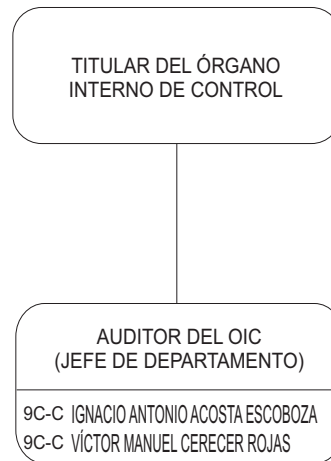 TITULAR DEL ÓRGANO
INTERNO DE CONTROL
AUDITOR DEL OIC
(JEFE DE DEPARTAMENTO)
9C-C IGNACIO ANTONIO ACOSTA ESCOBOZA
9C-C VÍCTOR MANUEL CERECER ROJAS